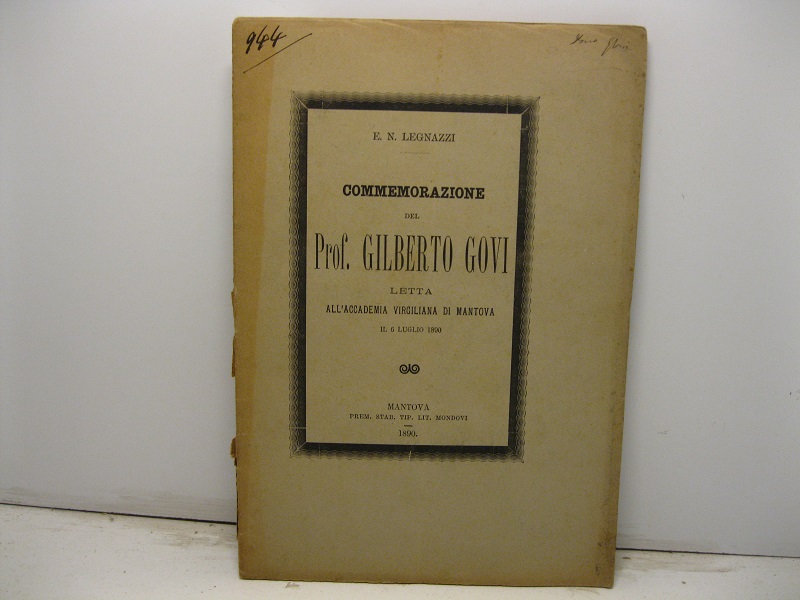 944
E. N. LEGNAZZI
COMMEMORAZIONE
DEL
Prof. GILBERTO GOVI
LETTA
ALL'ACCADEMIA VIRGILIANA DI MANTOVA
IL 6 LUGLIO 1890
MANTOVA
PREM. STAB. TIP. LIT. MONDOVI
1890.